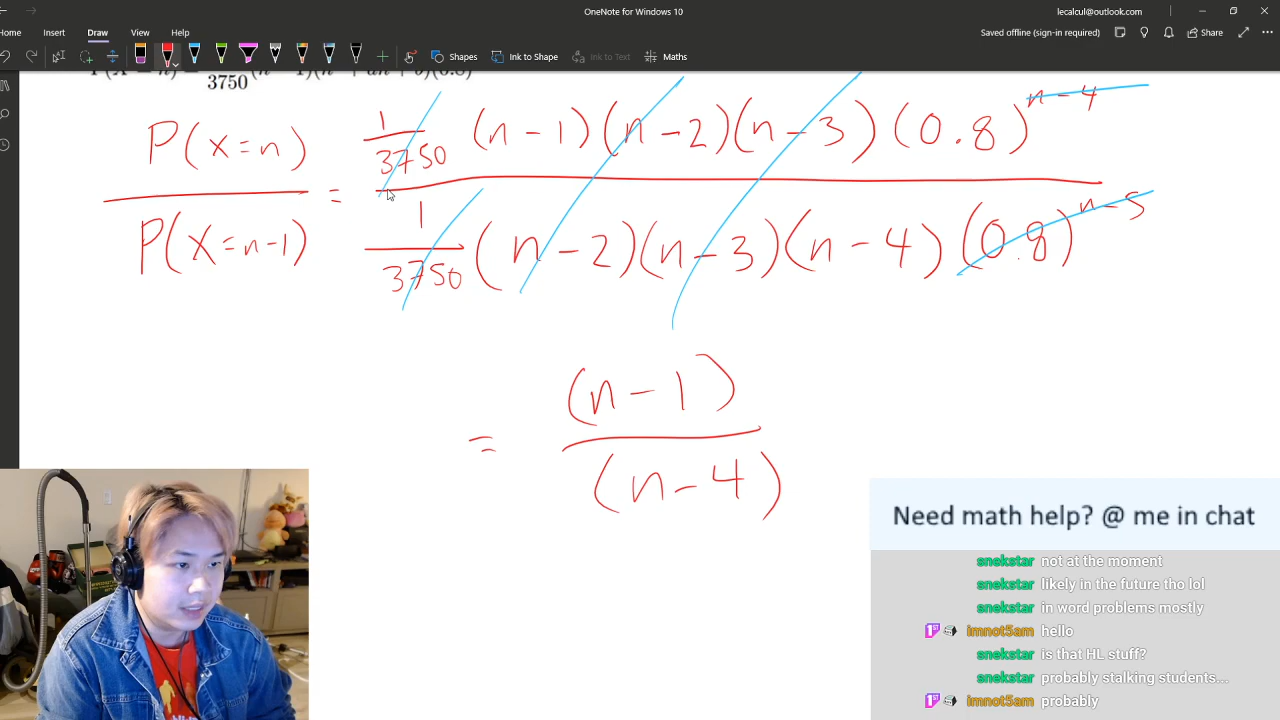 OneNote for Windows 10
lecalcul@outlook.com
Home Insert Draw View Help
Saved offline (sign-in required) Share
Shapes Ink to Shape Ink to Text Maths
3750
P(X=n) = 1/3750 (n-1)(n-2)(n-3)(0.8)^n-4
P(X=n-1) 1/3750 (n-2)(n-3)(n-4)(0.8)^n-5
= (n-1)
(n-4)
Need math help? @ me in chat
snekstar not at the moment
snekstar likely in the future tho lol
snekstar in word problems mostly
imnot5am hello
snekstar is that HL stuff?
snekstar probably stalking students...
imnot5am probably